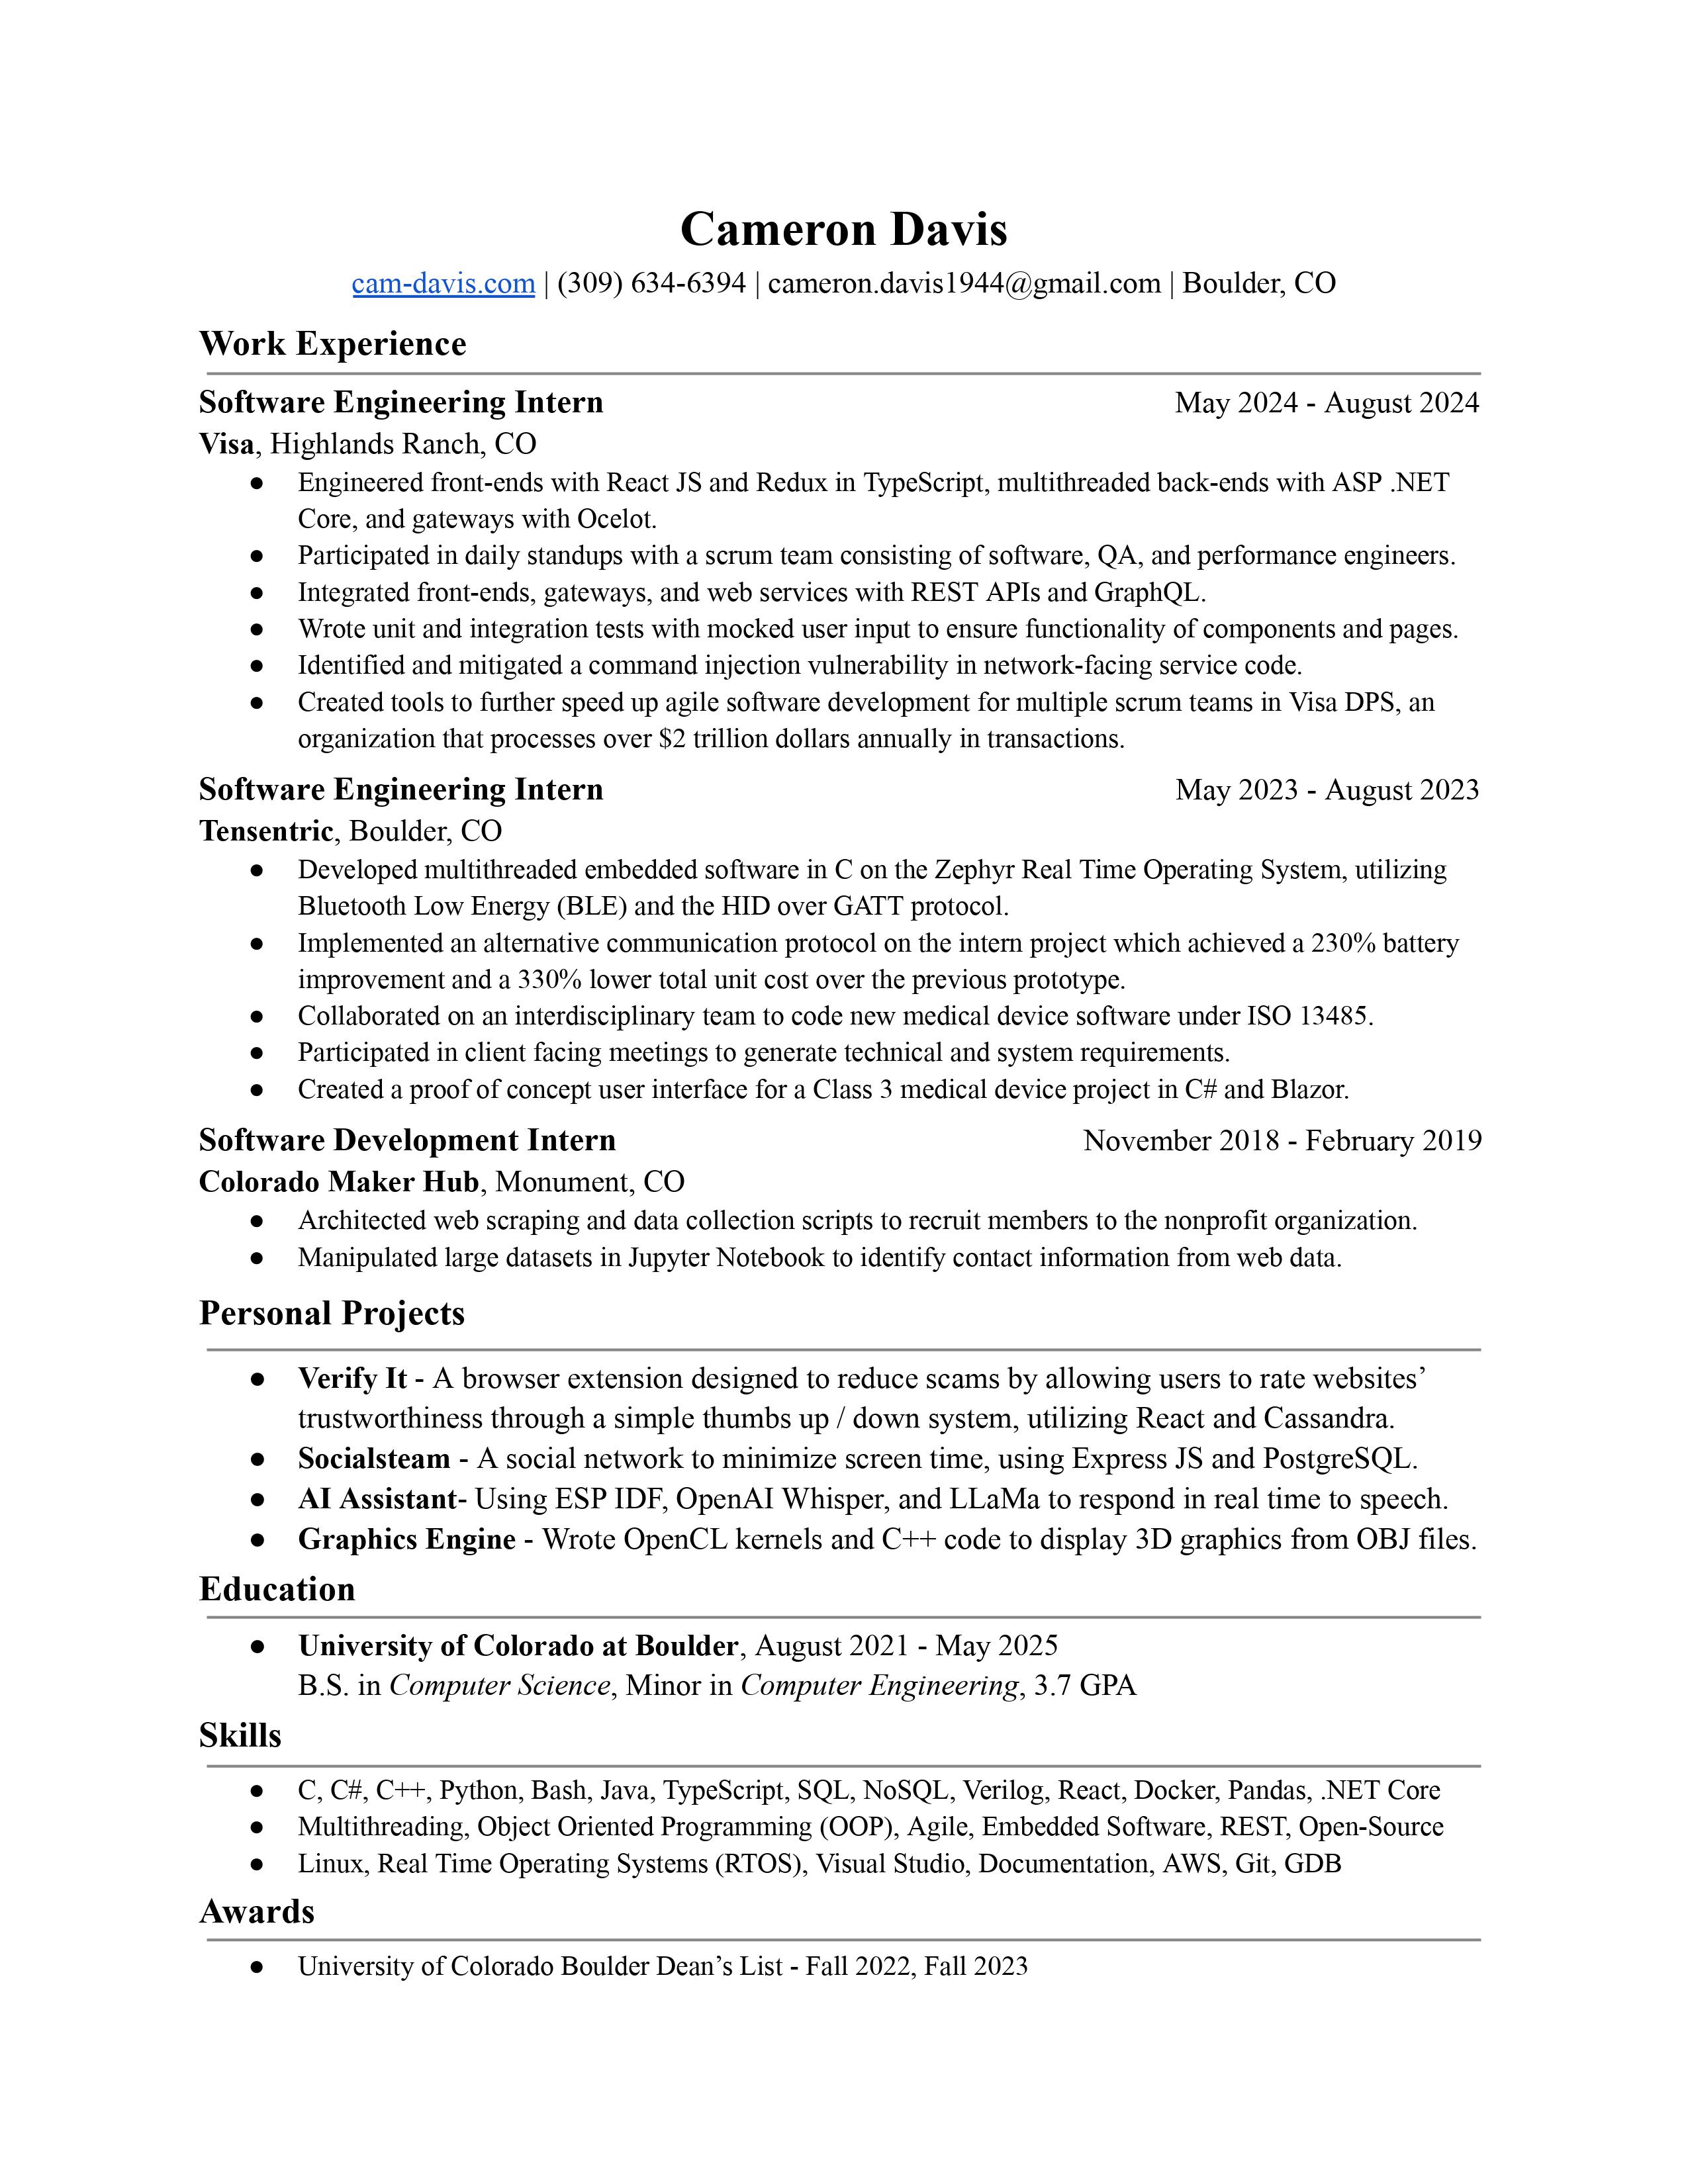 Cameron Davis
cam-davis.com | (309) 634-6394 | cameron.davis1944@gmail.com | Boulder, CO
Work Experience
Software Engineering Intern May 2024 - August 2024
Visa, Highlands Ranch, CO
● Engineered front-ends with React JS and Redux in TypeScript, multithreaded back-ends with ASP .NET
Core, and gateways with Ocelot.
● Participated in daily standups with a scrum team consisting of software, QA, and performance engineers.
● Integrated front-ends, gateways, and web services with REST APIs and GraphQL.
● Wrote unit and integration tests with mocked user input to ensure functionality of components and pages.
● Identified and mitigated a command injection vulnerability in network-facing service code.
● Created tools to further speed up agile software development for multiple scrum teams in Visa DPS, an
organization that processes over $2 trillion dollars annually in transactions.
Software Engineering Intern May 2023 - August 2023
Tensentric, Boulder, CO
● Developed multithreaded embedded software in C on the Zephyr Real Time Operating System, utilizing
Bluetooth Low Energy (BLE) and the HID over GATT protocol.
● Implemented an alternative communication protocol on the intern project which achieved a 230% battery
improvement and a 330% lower total unit cost over the previous prototype.
● Collaborated on an interdisciplinary team to code new medical device software under ISO 13485.
● Participated in client facing meetings to generate technical and system requirements.
● Created a proof of concept user interface for a Class 3 medical device project in C# and Blazor.
Software Development Intern November 2018 - February 2019
Colorado Maker Hub, Monument, CO
● Architected web scraping and data collection scripts to recruit members to the nonprofit organization.
● Manipulated large datasets in Jupyter Notebook to identify contact information from web data.
Personal Projects
● Verify It - A browser extension designed to reduce scams by allowing users to rate websites’
trustworthiness through a simple thumbs up / down system, utilizing React and Cassandra.
● Socialsteam - A social network to minimize screen time, using Express JS and PostgreSQL.
● AI Assistant- Using ESP IDF, OpenAI Whisper, and LLaMa to respond in real time to speech.
● Graphics Engine - Wrote OpenCL kernels and C++ code to display 3D graphics from OBJ files.
Education
● University of Colorado at Boulder, August 2021 - May 2025
B.S. in Computer Science, Minor in Computer Engineering, 3.7 GPA
Skills
● C, C#, C++, Python, Bash, Java, TypeScript, SQL, NoSQL, Verilog, React, Docker, Pandas, .NET Core
● Multithreading, Object Oriented Programming (OOP), Agile, Embedded Software, REST, Open-Source
● Linux, Real Time Operating Systems (RTOS), Visual Studio, Documentation, AWS, Git, GDB
Awards
● University of Colorado Boulder Dean’s List - Fall 2022, Fall 2023